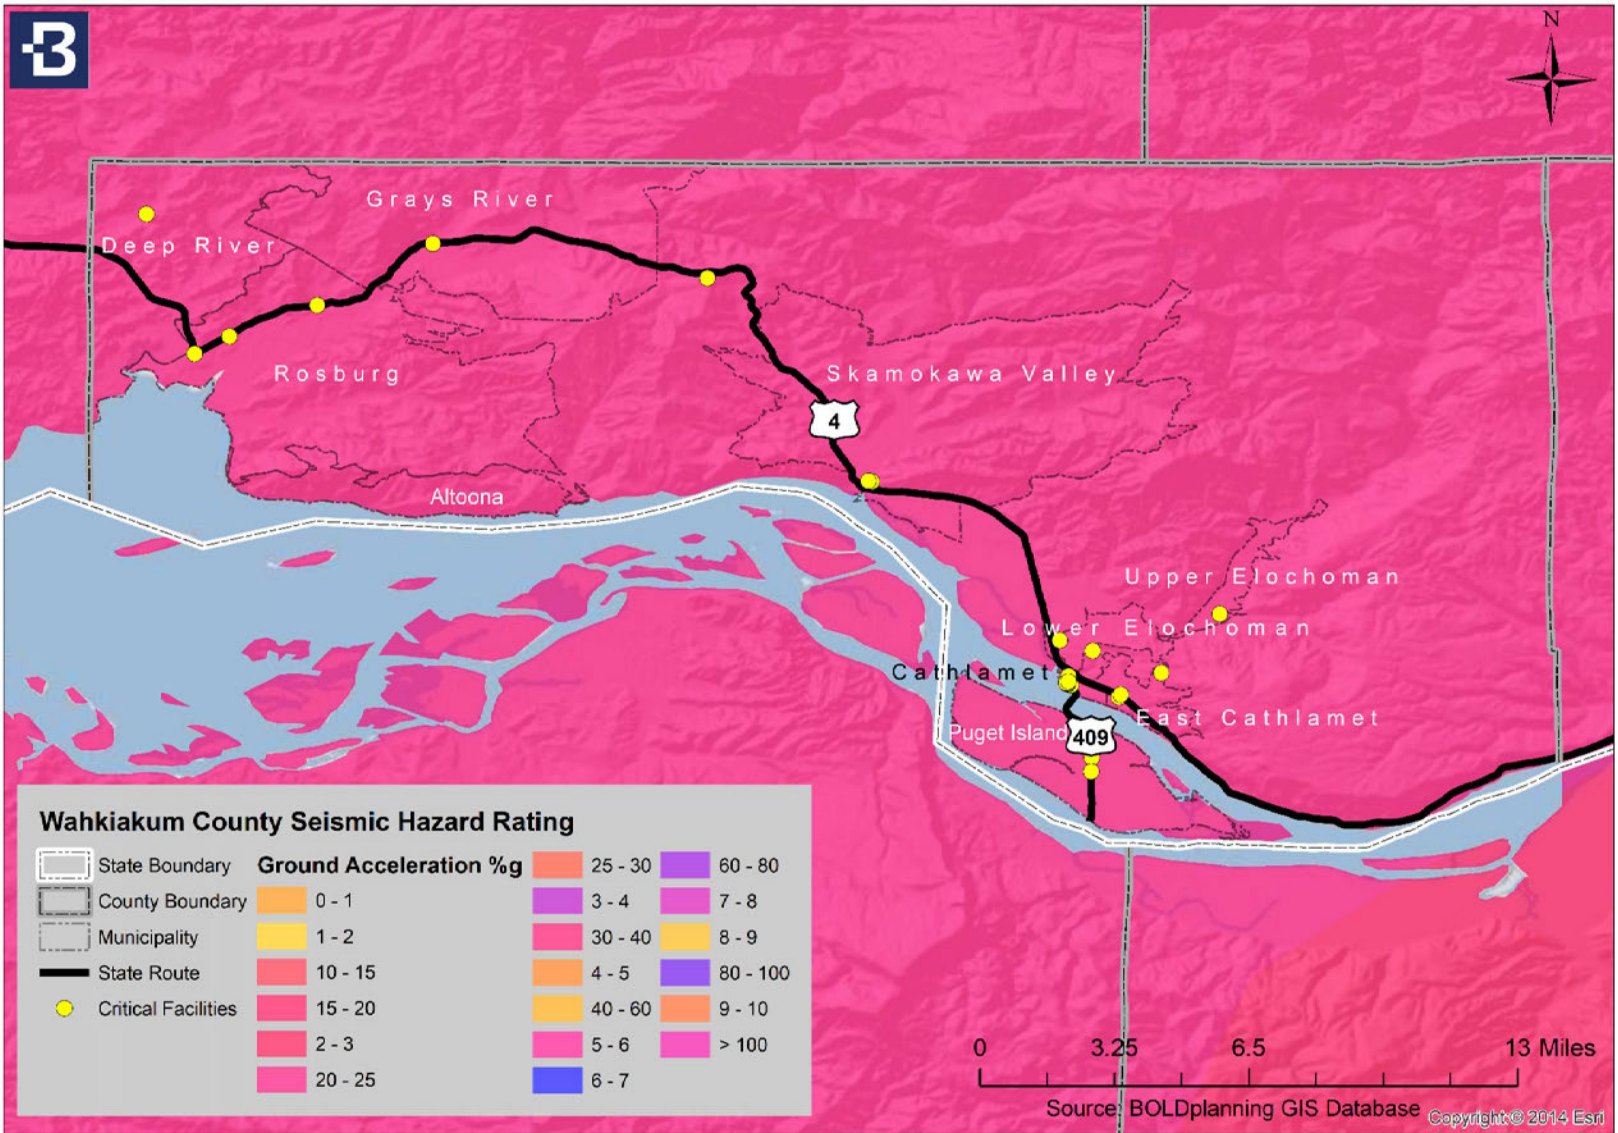 B
N
Grays River
Deep River
Rosburg
Skamokawa Valley
4
Altoona
Upper Elochoman
Lower Elochoman
Cathlamet
East Cathlamet
Puget Island
409
Wahkiakum County Seismic Hazard Rating
State Boundary
County Boundary
Municipality
State Route
Critical Facilities
Ground Acceleration %g
0 - 1
1 - 2
10 - 15
15 - 20
2 - 3
20 - 25
25 - 30
3 - 4
30 - 40
4 - 5
40 - 60
5 - 6
6 - 7
60 - 80
7 - 8
8 - 9
80 - 100
9 - 10
> 100
0 3.25 6.5 13 Miles
Source: BOLDplanning GIS Database
Copyright:© 2014 Esri